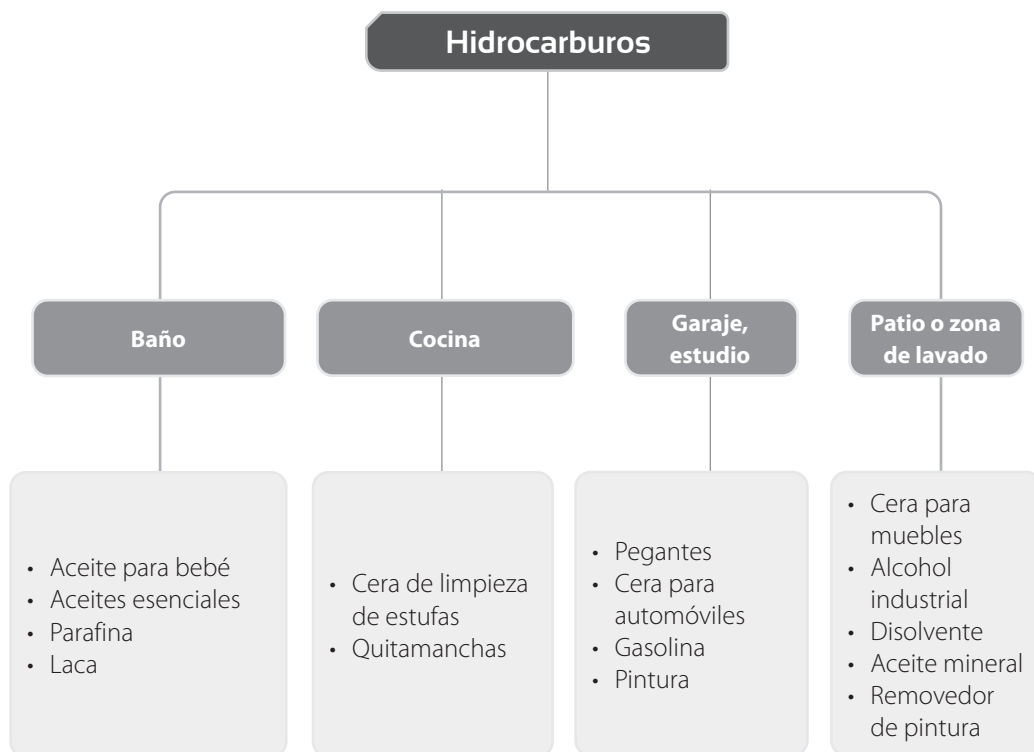 Hidrocarburos
Baño
Cocina
Garaje,
estudio
Patio o zona
de lavado
• Aceite para bebé
• Aceites esenciales
• Parafina
• Laca
• Cera de limpieza
de estufas
• Quitamanchas
• Pegantes
• Cera para
automóviles
• Gasolina
• Pintura
• Cera para
muebles
• Alcohol
industrial
• Disolvente
• Aceite mineral
• Removedor
de pintura